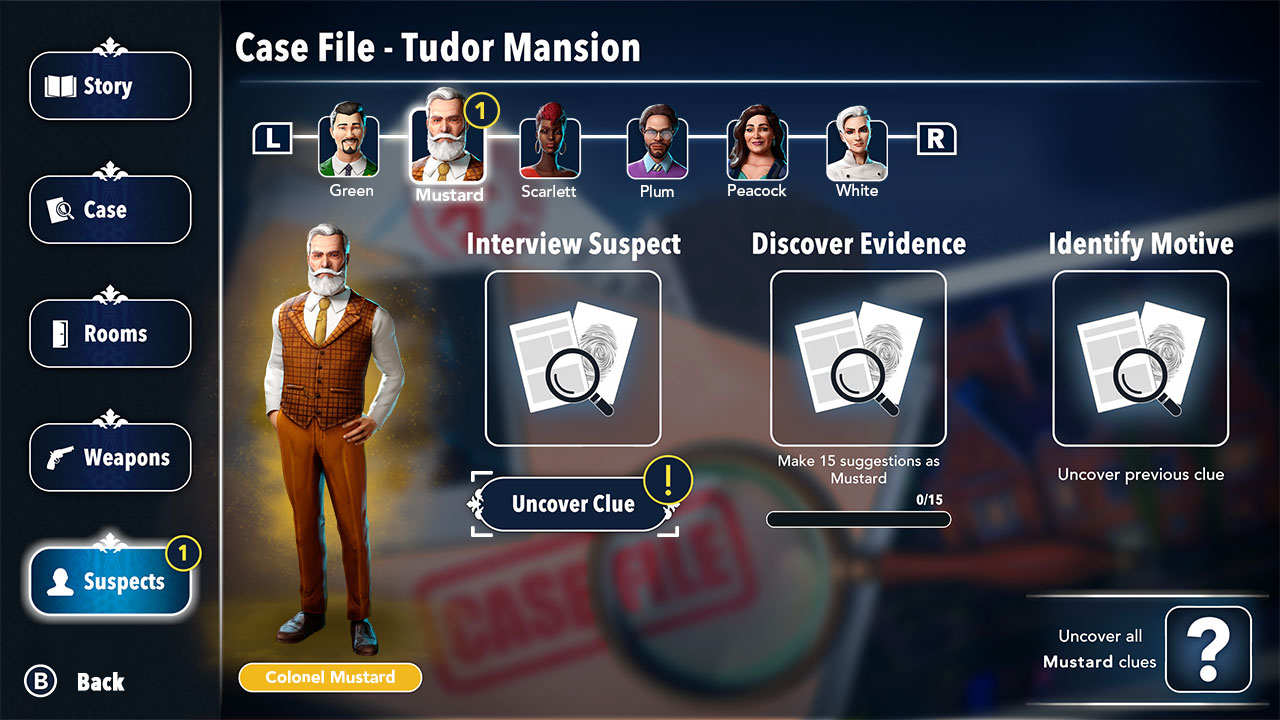 Case File - Tudor Mansion
Story
Case
Rooms
Weapons
Suspects
1
B Back
L
Green
Mustard
1
Scarlett
Plum
Peacock
White
R
Interview Suspect
Discover Evidence
Identify Motive
Uncover Clue
!
Make 15 suggestions as
Mustard
0/15
Uncover previous clue
CASE FILE
Colonel Mustard
Uncover all
Mustard clues
?